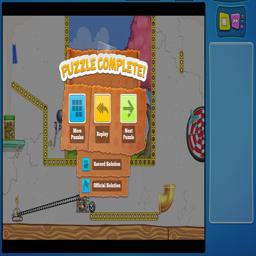 PUZZLE COMPLETE!
More Puzzles
Replay
Next Puzzle
Record Solution
Official Solution